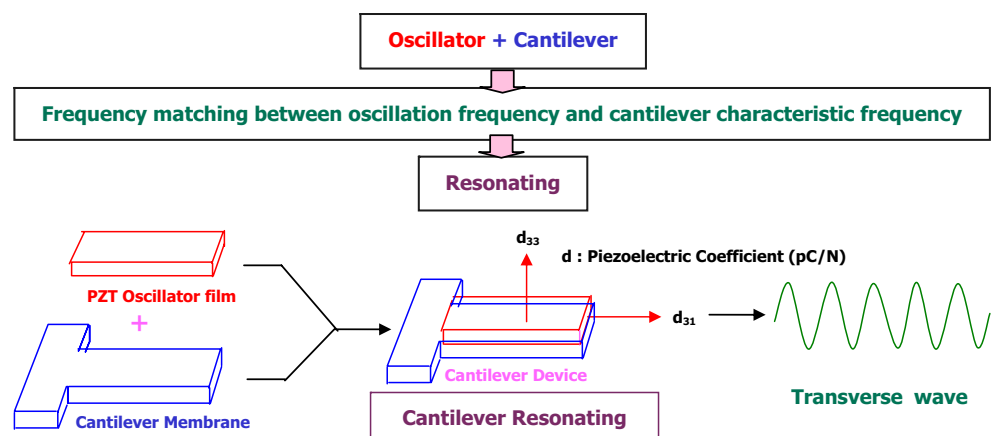 Oscillator + Cantilever
Frequency matching between oscillation frequency and cantilever characteristic frequency
Resonating
d33
d : Piezoelectric Coefficient (pC/N)
PZT Oscillator film
+
d31
Cantilever Device
Cantilever Membrane
Cantilever Resonating
Transverse wave